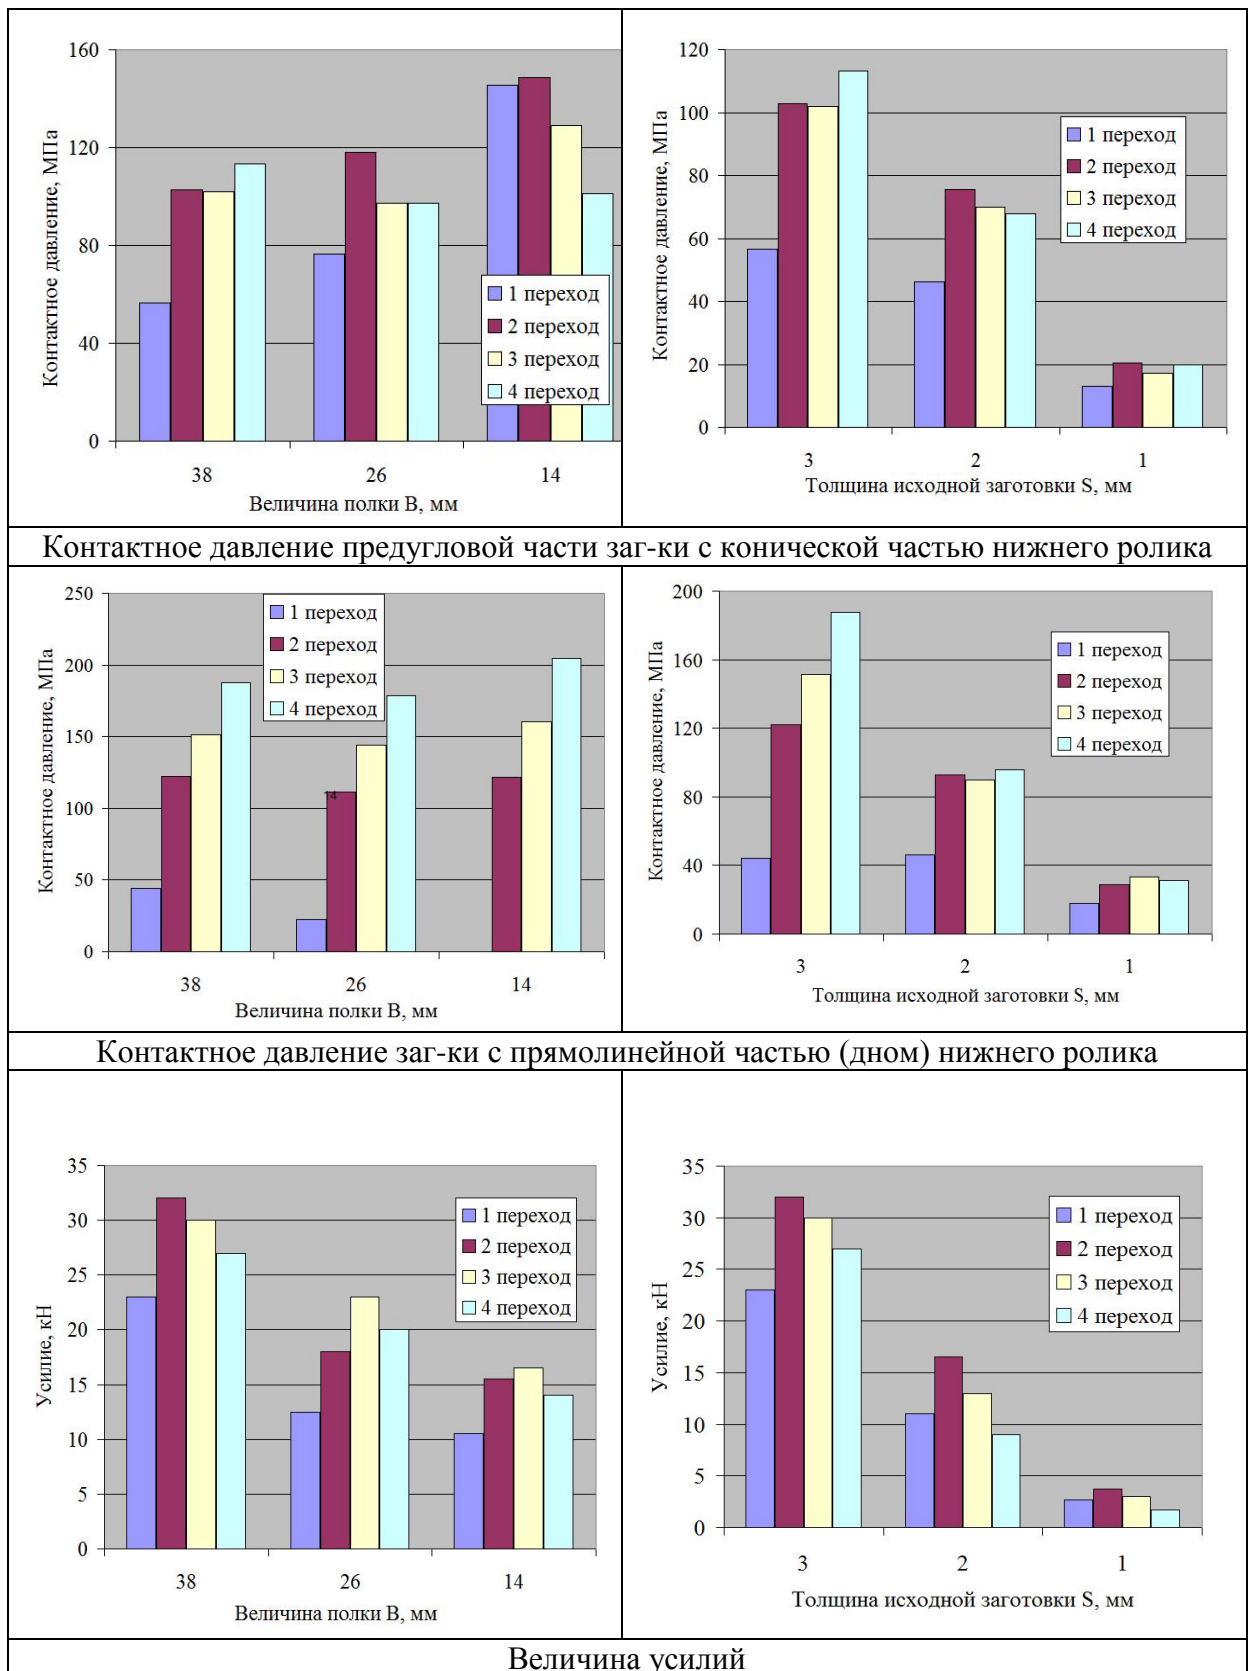 160
120
80
40
0
Контактное давление, МПа
1 переход
2 переход
3 переход
4 переход
38 26 14
Величина полки В, мм
120
100
80
60
40
20
0
Контактное давление, МПа
1 переход
2 переход
3 переход
4 переход
3 2 1
Толщина исходной заготовки S, мм
Контактное давление предугловой части заг-ки с конической частью нижнего ролика
250
200
150
100
50
0
Контактное давление, МПа
1 переход
2 переход
3 переход
4 переход
14
38 26 14
Величина полки В, мм
200
160
120
80
40
0
Контактное давление, МПа
1 переход
2 переход
3 переход
4 переход
3 2 1
Толщина исходной заготовки S, мм
Контактное давление заг-ки с прямолинейной частью (дном) нижнего ролика
35
30
25
20
15
10
5
0
Усилие, кН
1 переход
2 переход
3 переход
4 переход
38 26 14
Величина полки В, мм
35
30
25
20
15
10
5
0
Усилие, кН
1 переход
2 переход
3 переход
4 переход
3 2 1
Толщина исходной заготовки S, мм
Величина усилий